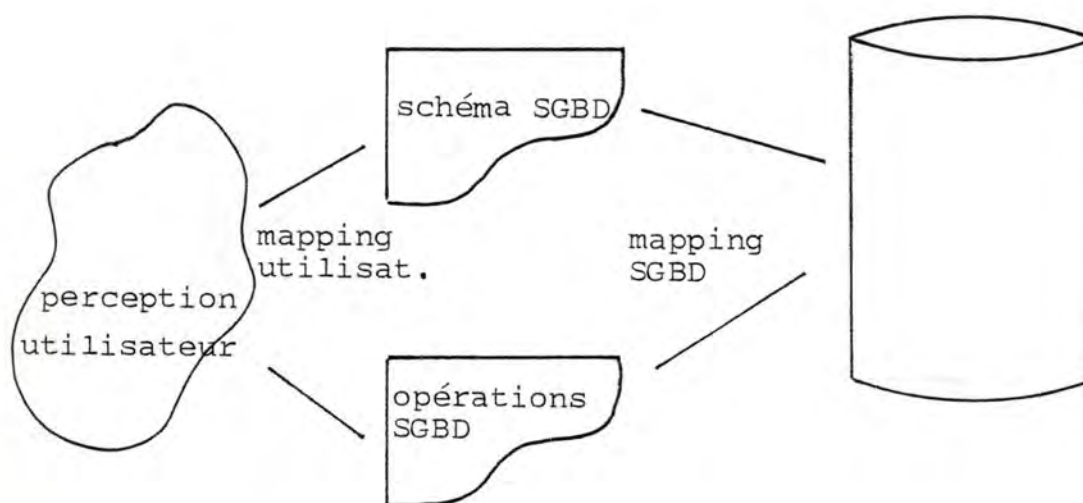 schéma SGBD
mapping
utilisat.
mapping
SGBD
perception
utilisateur
opérations
SGBD